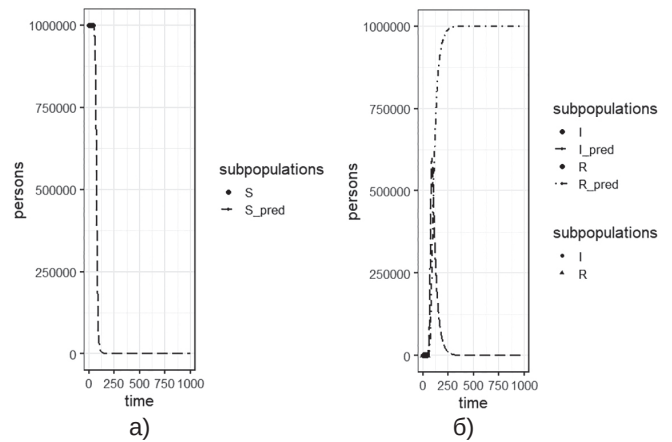 1000000
750000
500000
250000
0
persons
0 250 500 750 1000
time
subpopulations
S
S_pred
а)
1000000
750000
500000
250000
0
persons
0 250 500 750 1000
time
subpopulations
I
I_pred
R
R_pred
subpopulations
I
R
б)